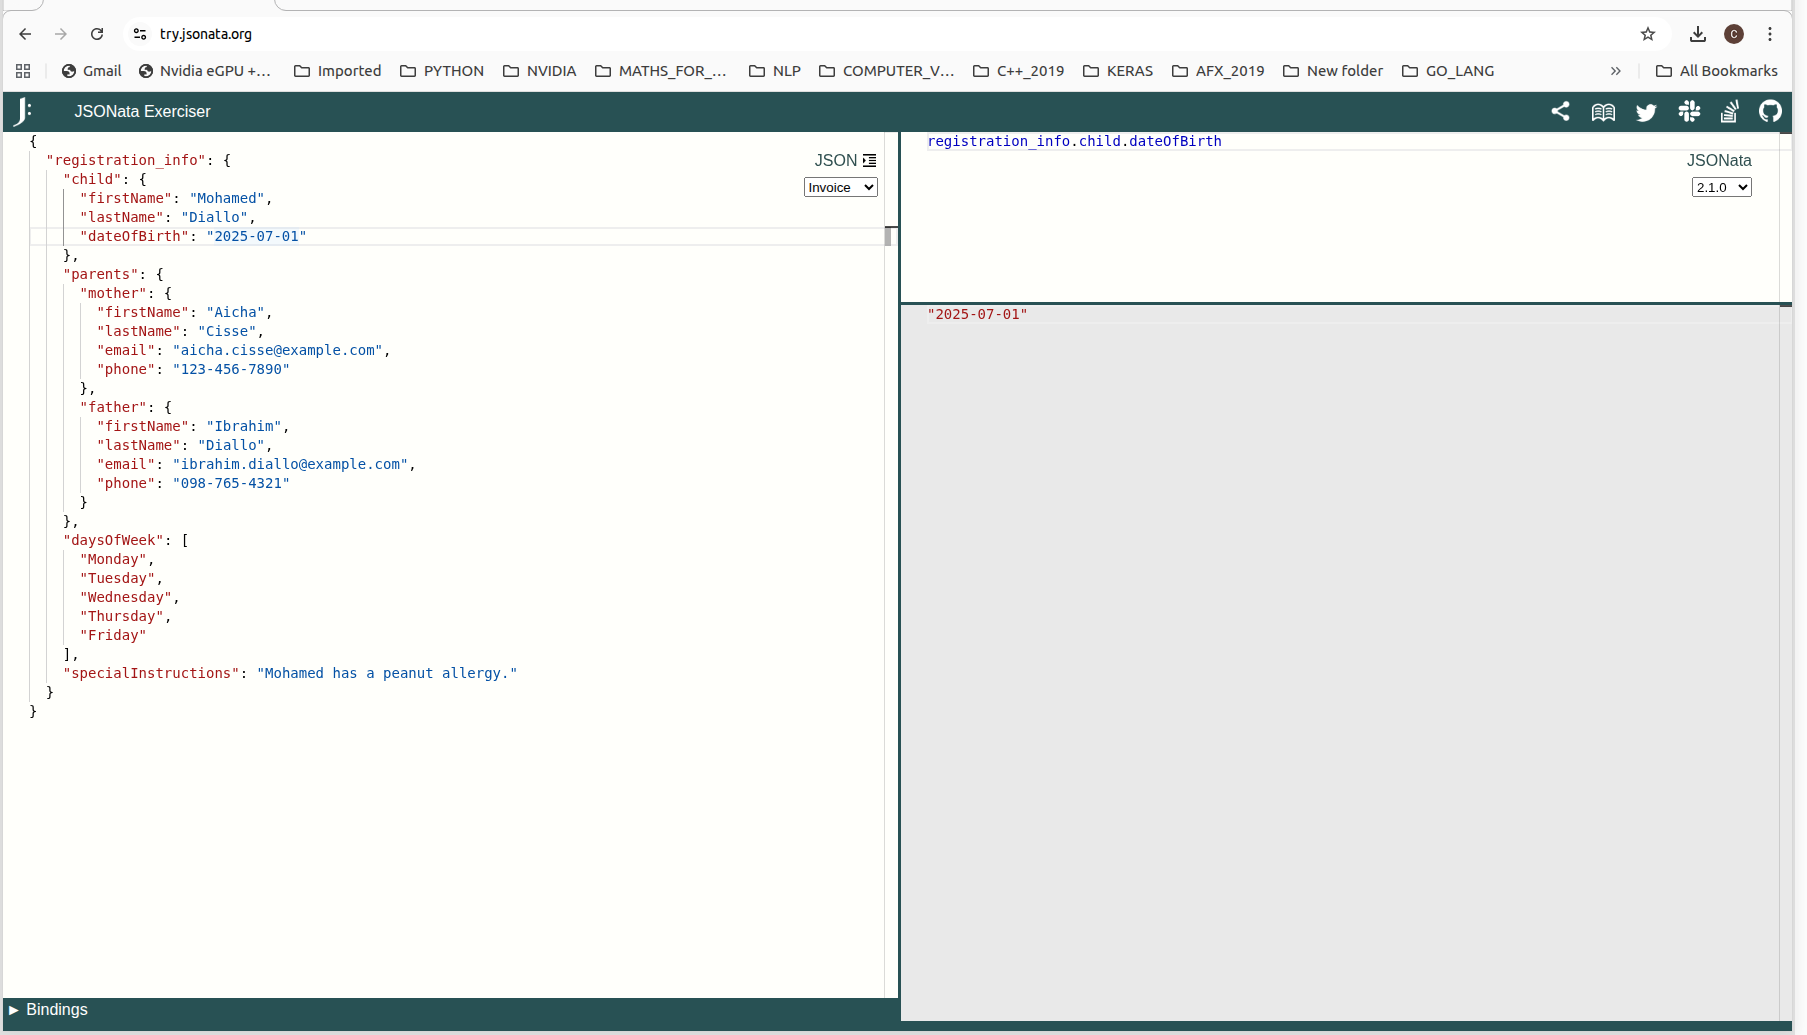 try.jsonata.org
C
Gmail
Nvidia eGPU +...
Imported
PYTHON
NVIDIA
MATHS_FOR_...
NLP
COMPUTER_V...
C++_2019
KERAS
AFX_2019
New folder
GO_LANG
All Bookmarks
JSONata Exerciser
{
"registration_info": {
"child": {
"firstName": "Mohamed",
"lastName": "Diallo",
"dateOfBirth": "2025-07-01"
},
"parents": {
"mother": {
"firstName": "Aicha",
"lastName": "Cisse",
"email": "aicha.cisse@example.com",
"phone": "123-456-7890"
},
"father": {
"firstName": "Ibrahim",
"lastName": "Diallo",
"email": "ibrahim.diallo@example.com",
"phone": "098-765-4321"
}
},
"daysOfWeek": [
"Monday",
"Tuesday",
"Wednesday",
"Thursday",
"Friday"
],
"specialInstructions": "Mohamed has a peanut allergy."
}
}
JSON
Invoice
registration_info.child.dateOfBirth
JSONata
2.1.0
"2025-07-01"
Bindings